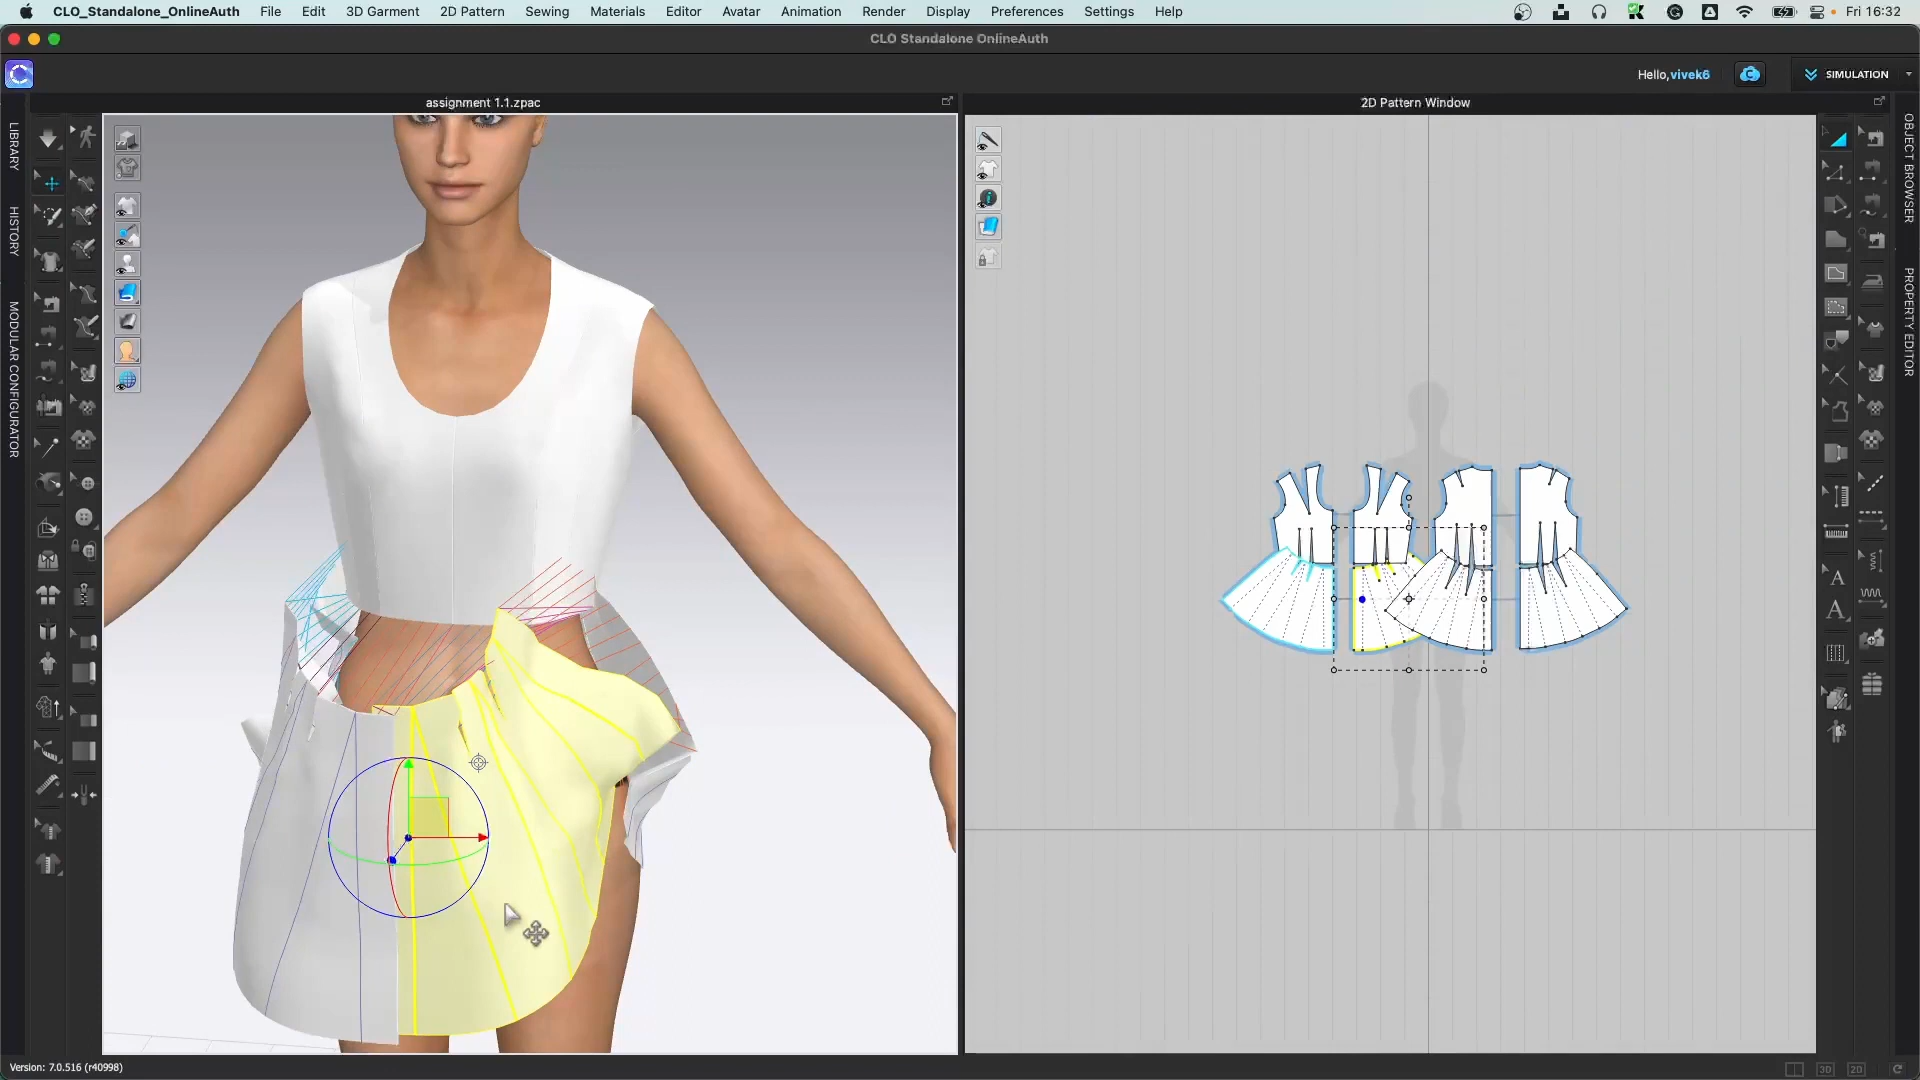 CLO_Standalone_OnlineAuth File Edit 3D Garment 2D Pattern Sewing Materials Editor Avatar Animation Render Display Preferences Settings Help Fri 16:32
CLO Standalone OnlineAuth
Hello, vivek6 SIMULATION
assignment 1.1.zpac 2D Pattern Window
LIBRARY
HISTORY
MODULAR CONFIGURATOR
OBJECT BROWSER
PROPERTY EDITOR
A
A
Version: 7.0.516 (r40998)
3D 2D